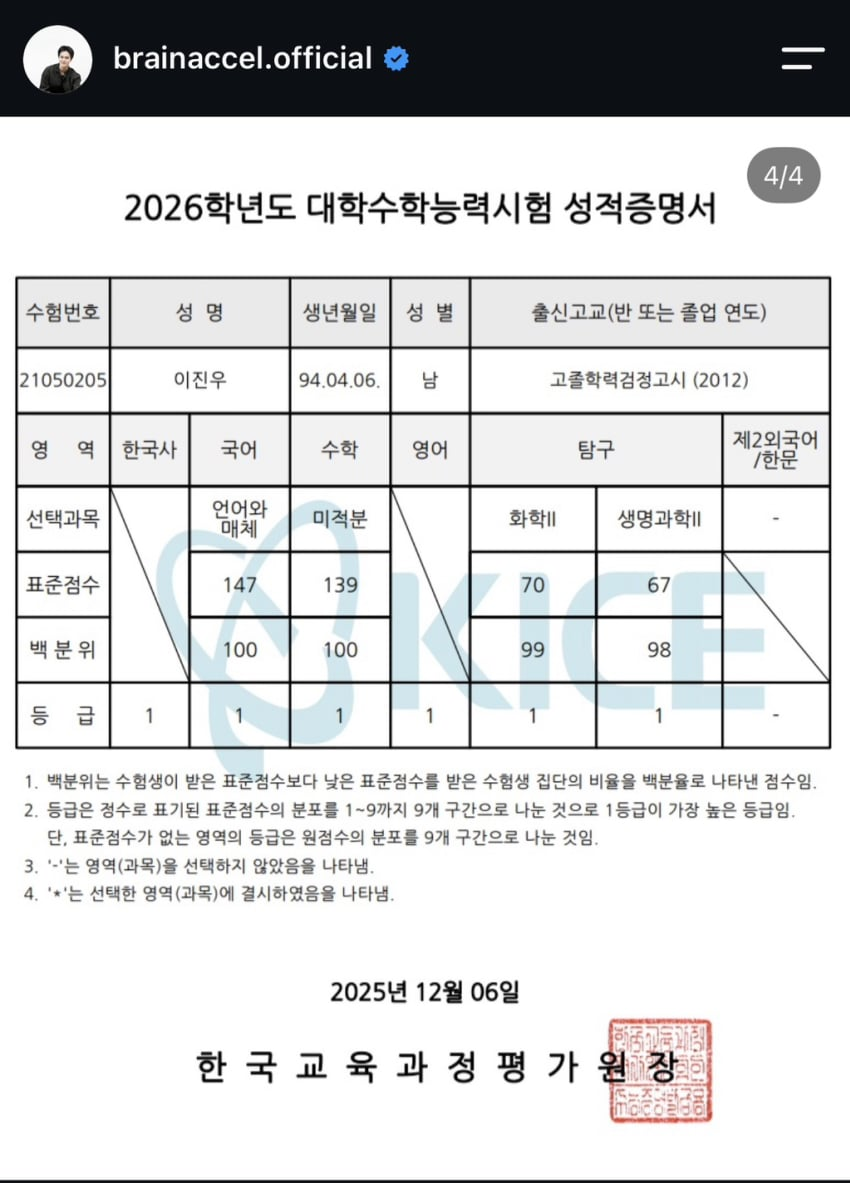 brainaccel.official
4/4
2026학년도 대학수학능력시험 성적증명서
수험번호 성 명 생년월일 성 별 출신고교(반 또는 졸업 연도)
21050205 이진우 94.04.06. 남 고졸학력검정고시 (2012)
영 역 한국사 국어 수학 영어 탐구 제2외국어
/한문
선택과목 언어와
매체 미적분 화학II 생명과학II -
표준점수 147 139 70 67
백 분 위 100 100 99 98
등 급 1 1 1 1 1 1 -
KICE
1. 백분위는 수험생이 받은 표준점수보다 낮은 표준점수를 받은 수험생 집단의 비율을 백분율로 나타낸 점수임.
2. 등급은 정수로 표기된 표준점수의 분포를 1~9까지 9개 구간으로 나눈 것으로 1등급이 가장 높은 등급임.
단, 표준점수가 없는 영역의 등급은 원점수의 분포를 9개 구간으로 나눈 것임.
3. '-'는 영역(과목)을 선택하지 않았음을 나타냄.
4. '*'는 선택한 영역(과목)에 결시하였음을 나타냄.
2025년 12월 06일
한 국 교 육 과 정 평 가 원 장